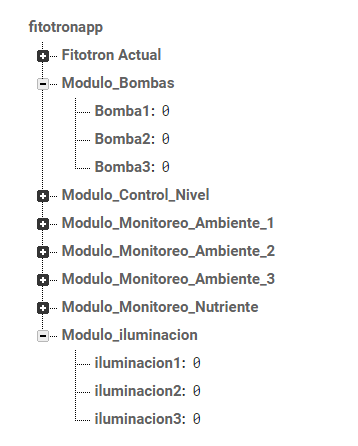 fitotronapp
Fitotron Actual
Modulo_Bombas
Bomba1: 0
Bomba2: 0
Bomba3: 0
Modulo_Control_Nivel
Modulo_Monitoreo_Ambiente_1
Modulo_Monitoreo_Ambiente_2
Modulo_Monitoreo_Ambiente_3
Modulo_Monitoreo_Nutriente
Modulo_iluminacion
iluminacion1: 0
iluminacion2: 0
iluminacion3: 0